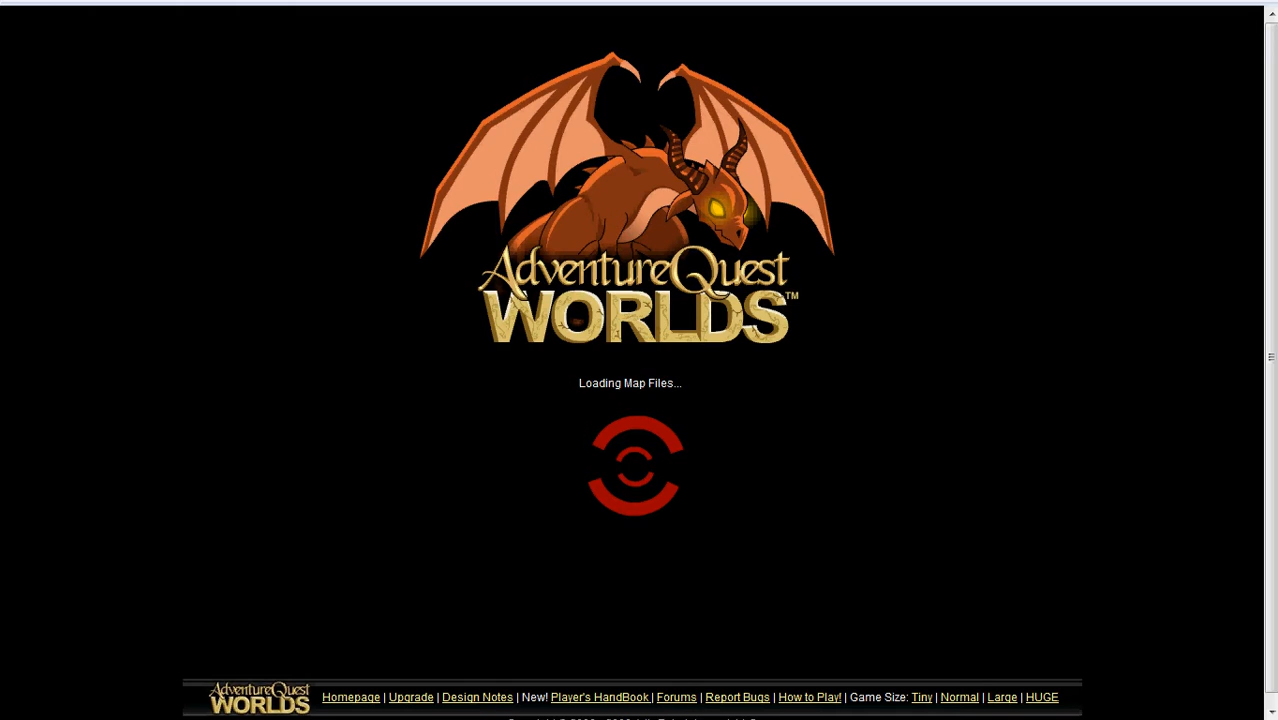 AdventureQuest
WORLDS™
Loading Map Files...
AdventureQuest
WORLDS
Homepage | Upgrade | Design Notes | New! Player's HandBook | Forums | Report Bugs | How to Play! | Game Size: Tiny | Normal | Large | HUGE